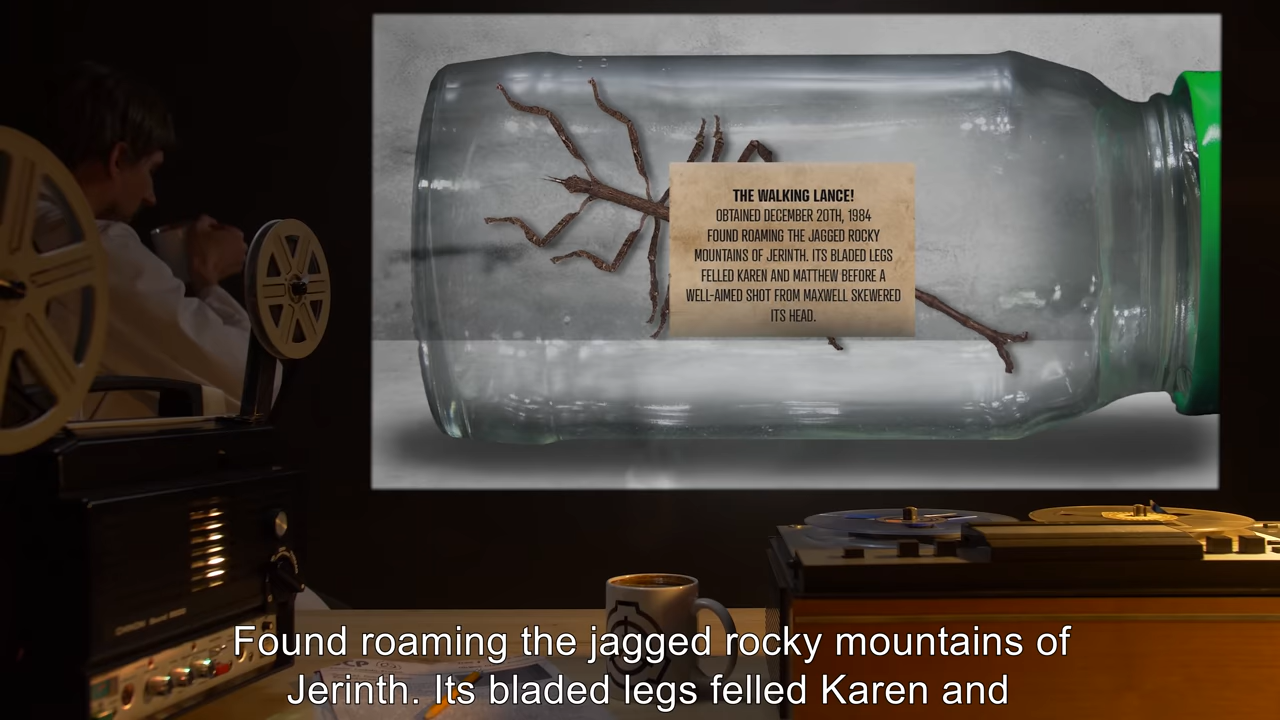 THE WALKING LANCE!
OBTAINED DECEMBER 20TH, 1984
FOUND ROAMING THE JAGGED ROCKY
MOUNTAINS OF JERINTH. ITS BLADED LEGS
FELLED KAREN AND MATTHEW BEFORE A
WELL-AIMED SHOT FROM MAXWELL SKEWERED
ITS HEAD.
Found roaming the jagged rocky mountains of
Jerinth. Its bladed legs felled Karen and